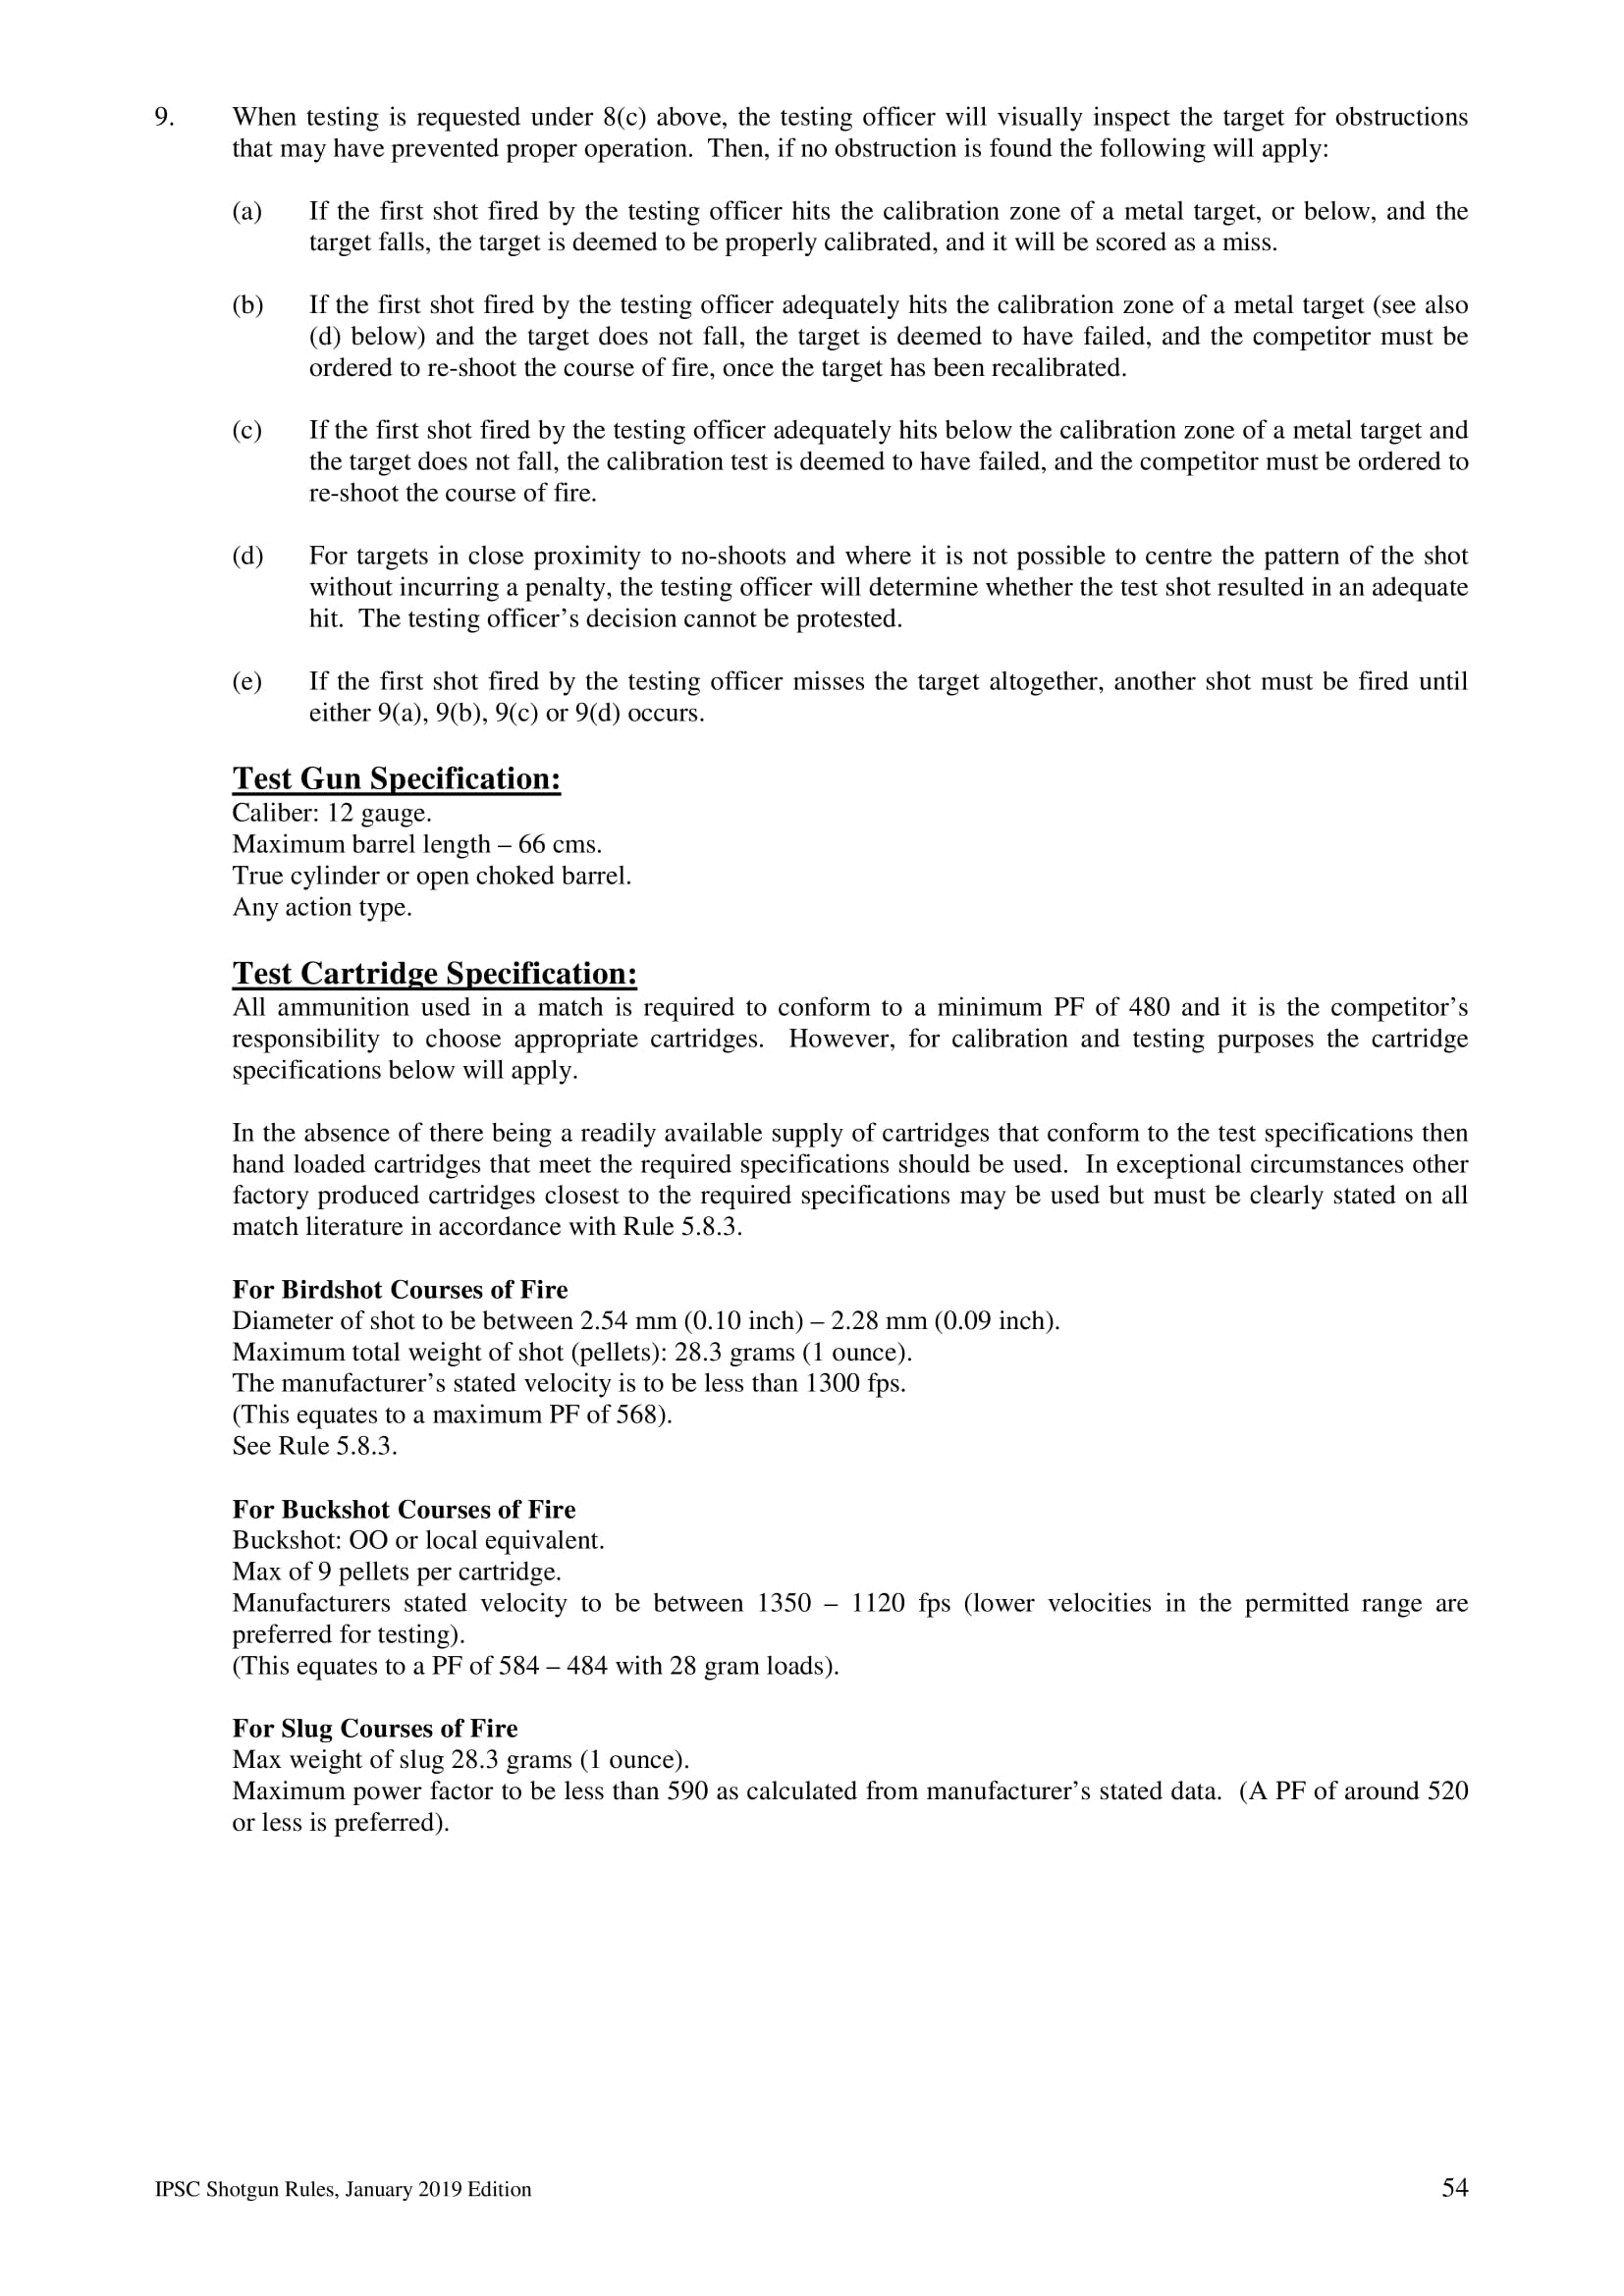 9. When testing is requested under 8(c) above, the testing officer will visually inspect the target for obstructions
that may have prevented proper operation.  Then, if no obstruction is found the following will apply:
(a) If the first shot fired by the testing officer hits the calibration zone of a metal target, or below, and the
target falls, the target is deemed to be properly calibrated, and it will be scored as a miss.
(b) If the first shot fired by the testing officer adequately hits the calibration zone of a metal target (see also
(d) below) and the target does not fall, the target is deemed to have failed, and the competitor must be
ordered to re-shoot the course of fire, once the target has been recalibrated.
(c) If the first shot fired by the testing officer adequately hits below the calibration zone of a metal target and
the target does not fall, the calibration test is deemed to have failed, and the competitor must be ordered to
re-shoot the course of fire.
(d) For targets in close proximity to no-shoots and where it is not possible to centre the pattern of the shot
without incurring a penalty, the testing officer will determine whether the test shot resulted in an adequate
hit.  The testing officer’s decision cannot be protested.
(e) If the first shot fired by the testing officer misses the target altogether, another shot must be fired until
either 9(a), 9(b), 9(c) or 9(d) occurs.
Test Gun Specification:
Caliber: 12 gauge.
Maximum barrel length – 66 cms.
True cylinder or open choked barrel.
Any action type.
Test Cartridge Specification:
All ammunition used in a match is required to conform to a minimum PF of 480 and it is the competitor’s
responsibility to choose appropriate cartridges.  However, for calibration and testing purposes the cartridge
specifications below will apply.
In the absence of there being a readily available supply of cartridges that conform to the test specifications then
hand loaded cartridges that meet the required specifications should be used.  In exceptional circumstances other
factory produced cartridges closest to the required specifications may be used but must be clearly stated on all
match literature in accordance with Rule 5.8.3.
For Birdshot Courses of Fire
Diameter of shot to be between 2.54 mm (0.10 inch) – 2.28 mm (0.09 inch).
Maximum total weight of shot (pellets): 28.3 grams (1 ounce).
The manufacturer’s stated velocity is to be less than 1300 fps.
(This equates to a maximum PF of 568).
See Rule 5.8.3.
For Buckshot Courses of Fire
Buckshot: OO or local equivalent.
Max of 9 pellets per cartridge.
Manufacturers stated velocity to be between 1350 – 1120 fps (lower velocities in the permitted range are
preferred for testing).
(This equates to a PF of 584 – 484 with 28 gram loads).
For Slug Courses of Fire
Max weight of slug 28.3 grams (1 ounce).
Maximum power factor to be less than 590 as calculated from manufacturer’s stated data.  (A PF of around 520
or less is preferred).
IPSC Shotgun Rules, January 2019 Edition 54